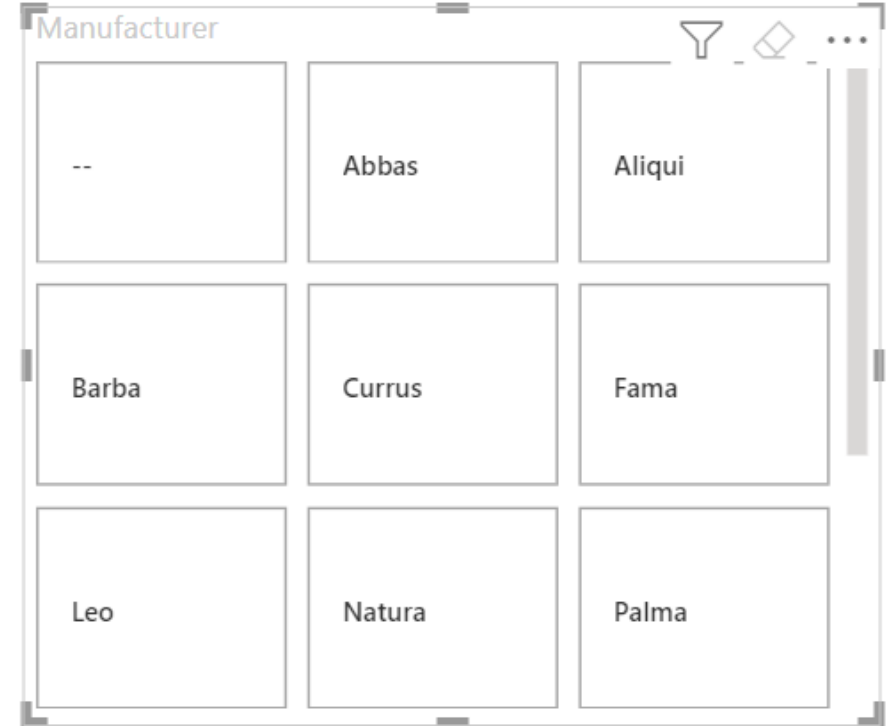 Manufacturer
--
Abbas
Aliqui
Barba
Currus
Fama
Leo
Natura
Palma